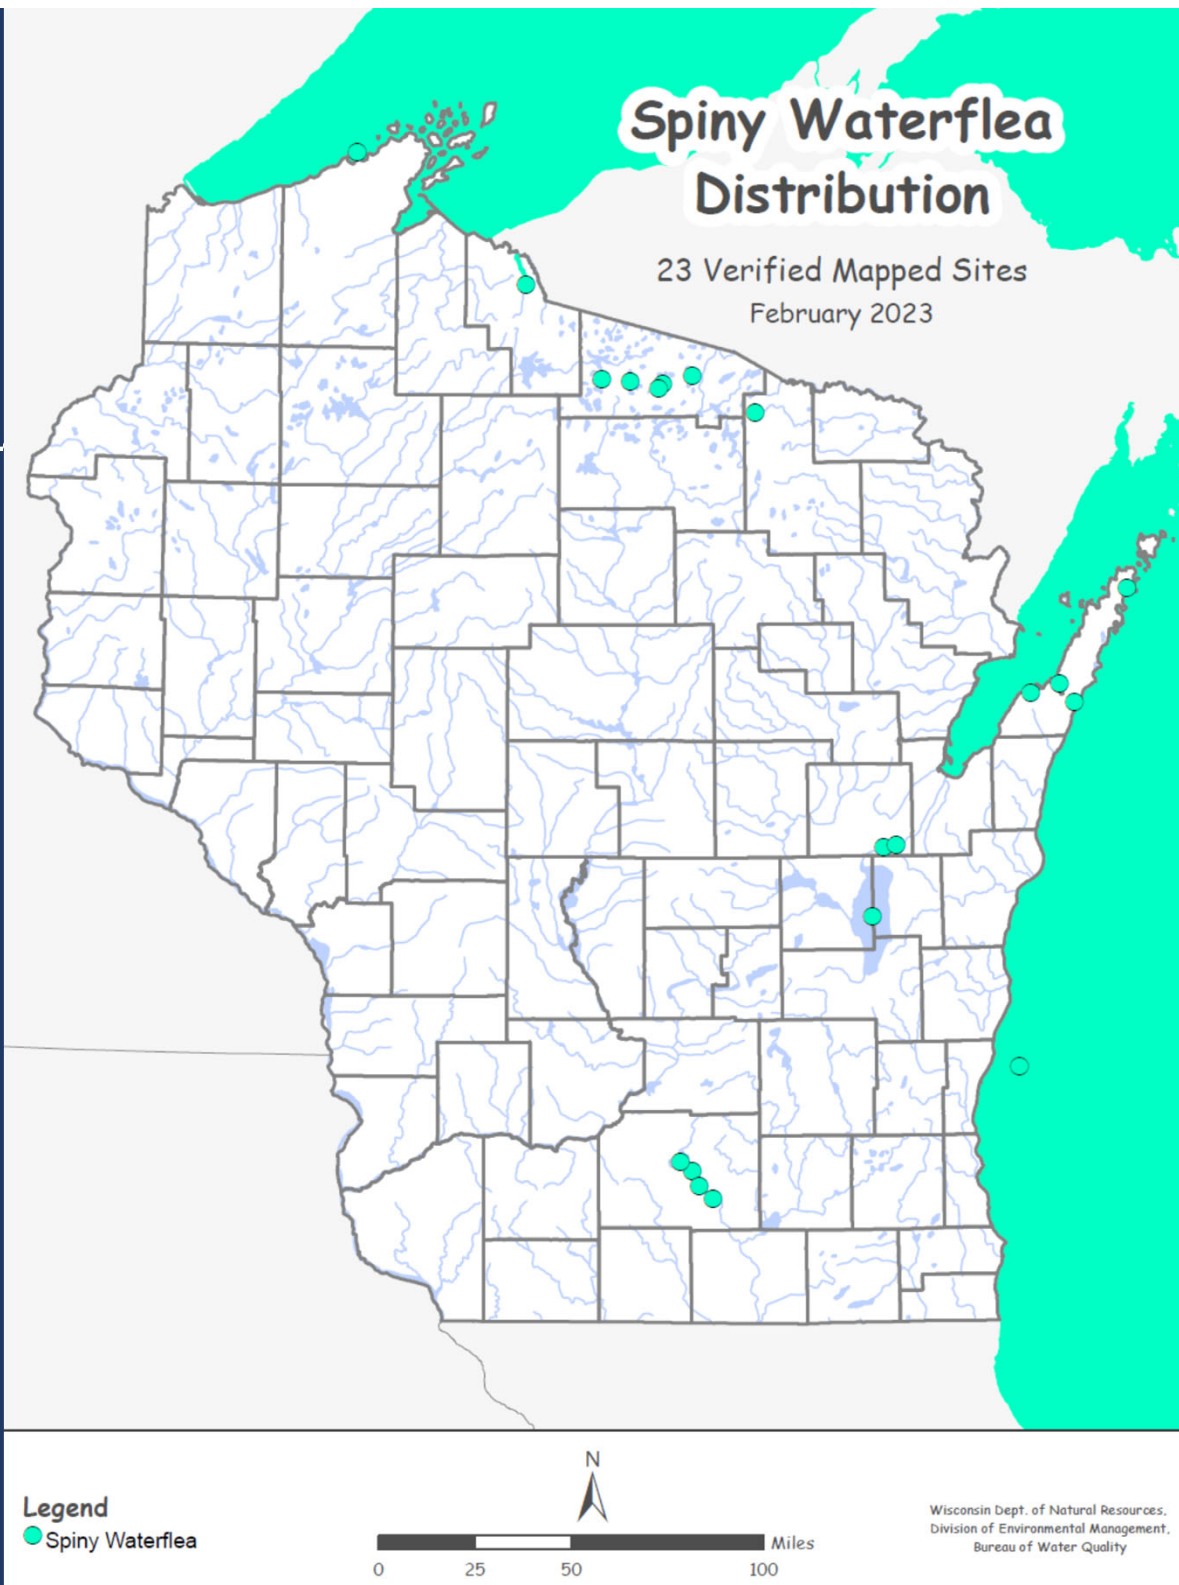 Spiny Waterflea
Distribution
23 Verified Mapped Sites
February 2023
N
Legend
Spiny Waterflea
Miles
0 25 50 100
Wisconsin Dept. of Natural Resources,
Division of Environmental Management,
Bureau of Water Quality